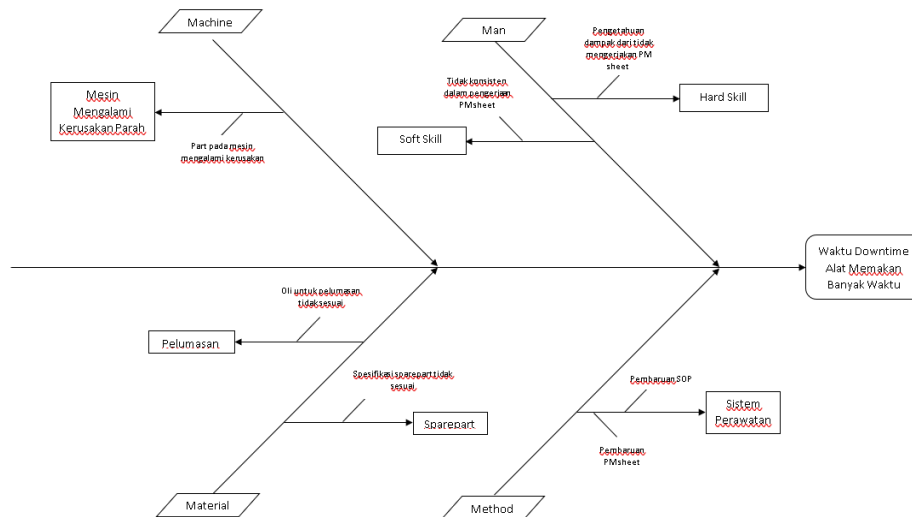 Machine
Man
Pengetahuan
dampak dari tidak
mengerjakan PM
sheet
Tidak konsisten
dalam pengerjaan
PMsheet
Hard Skill
Mesin
Mengalami
Kerusakan Parah
Soft Skill
Part pada mesin
mengalami kerusakan
Waktu Downtime
Alat Memakan
Banyak Waktu
Oli untuk pelumasan
tidak sesuai
Pelumasan
Spesifikasi sparepart tidak
sesuai
Pembaruan SOP
Sparepart
Sistem
Perawatan
Pembaruan
PMsheet
Material
Method